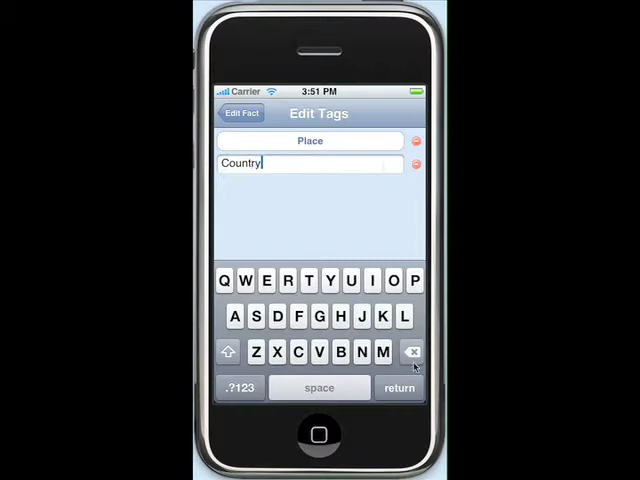 Carrier 3:51 PM
Edit Fact Edit Tags
Place
Country
Q W E R T Y U I O P
A S D F G H J K L
Z X C V B N M
.?123 space return